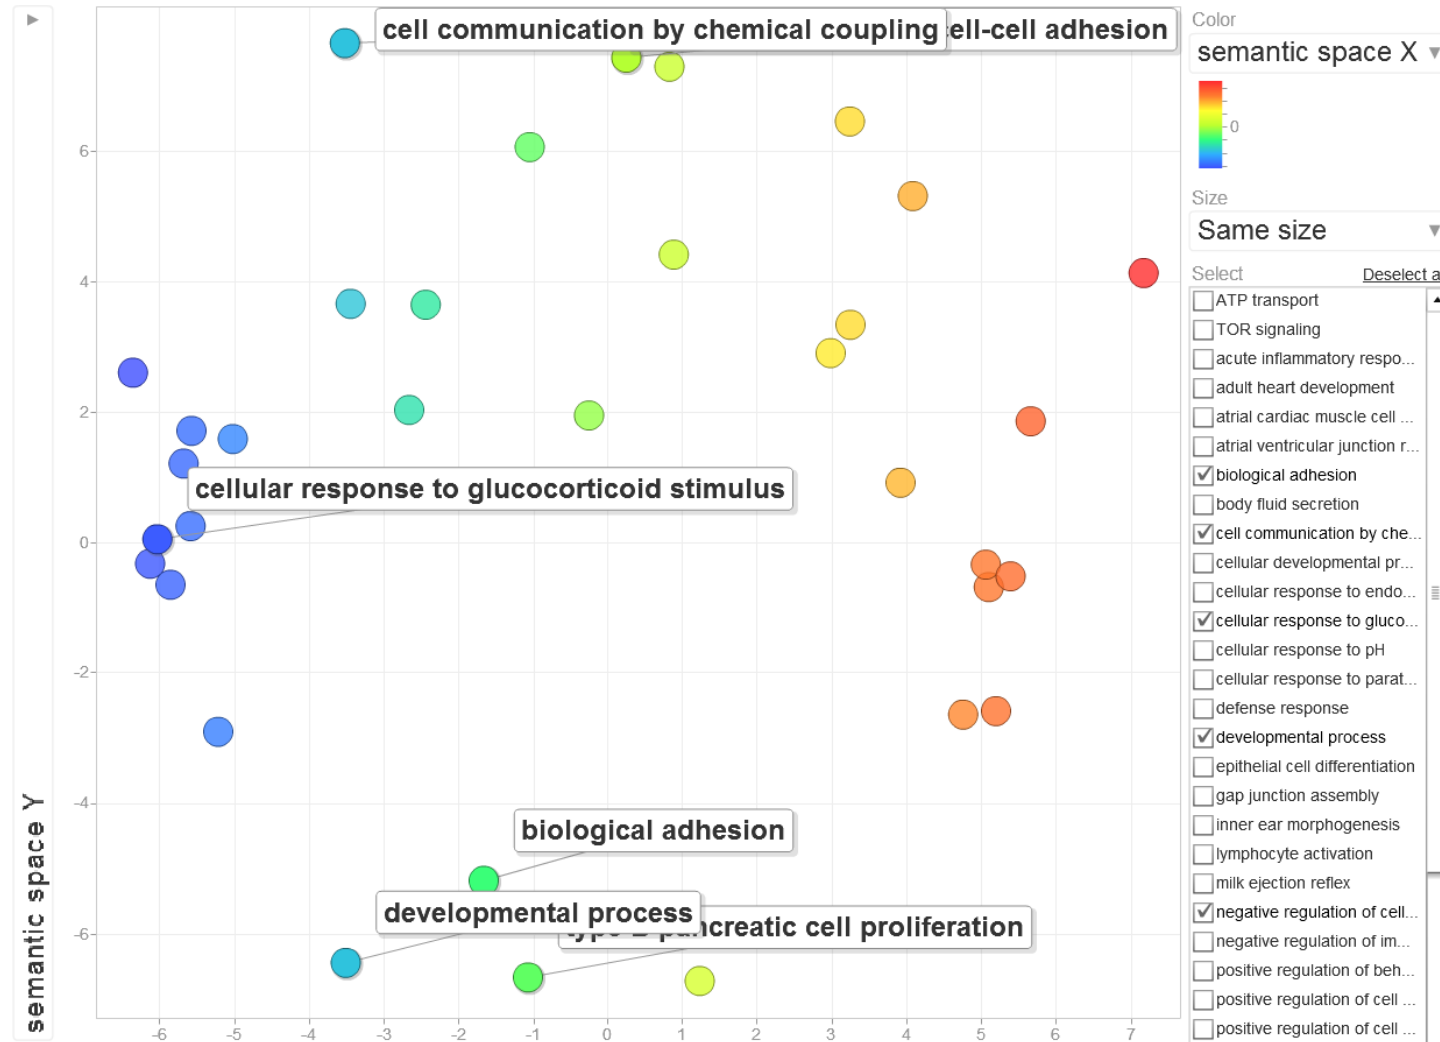 cell communication by chemical coupling
cell-cell adhesion
cellular response to glucocorticoid stimulus
biological adhesion
developmental process
type B pancreatic cell proliferation
6
4
2
0
-2
-4
-6
-6
-5
-4
-3
-2
-1
0
1
2
3
4
5
6
7
semantic space Y
Color
semantic space X
0
Size
Same size
Select
Deselect a
ATP transport
TOR signaling
acute inflammatory respo...
adult heart development
atrial cardiac muscle cell ...
atrial ventricular junction r...
biological adhesion
body fluid secretion
cell communication by che...
cellular developmental pr...
cellular response to endo...
cellular response to gluco...
cellular response to pH
cellular response to parat...
defense response
developmental process
epithelial cell differentiation
gap junction assembly
inner ear morphogenesis
lymphocyte activation
milk ejection reflex
negative regulation of cell...
negative regulation of im...
positive regulation of beh...
positive regulation of cell ...
positive regulation of cell ...